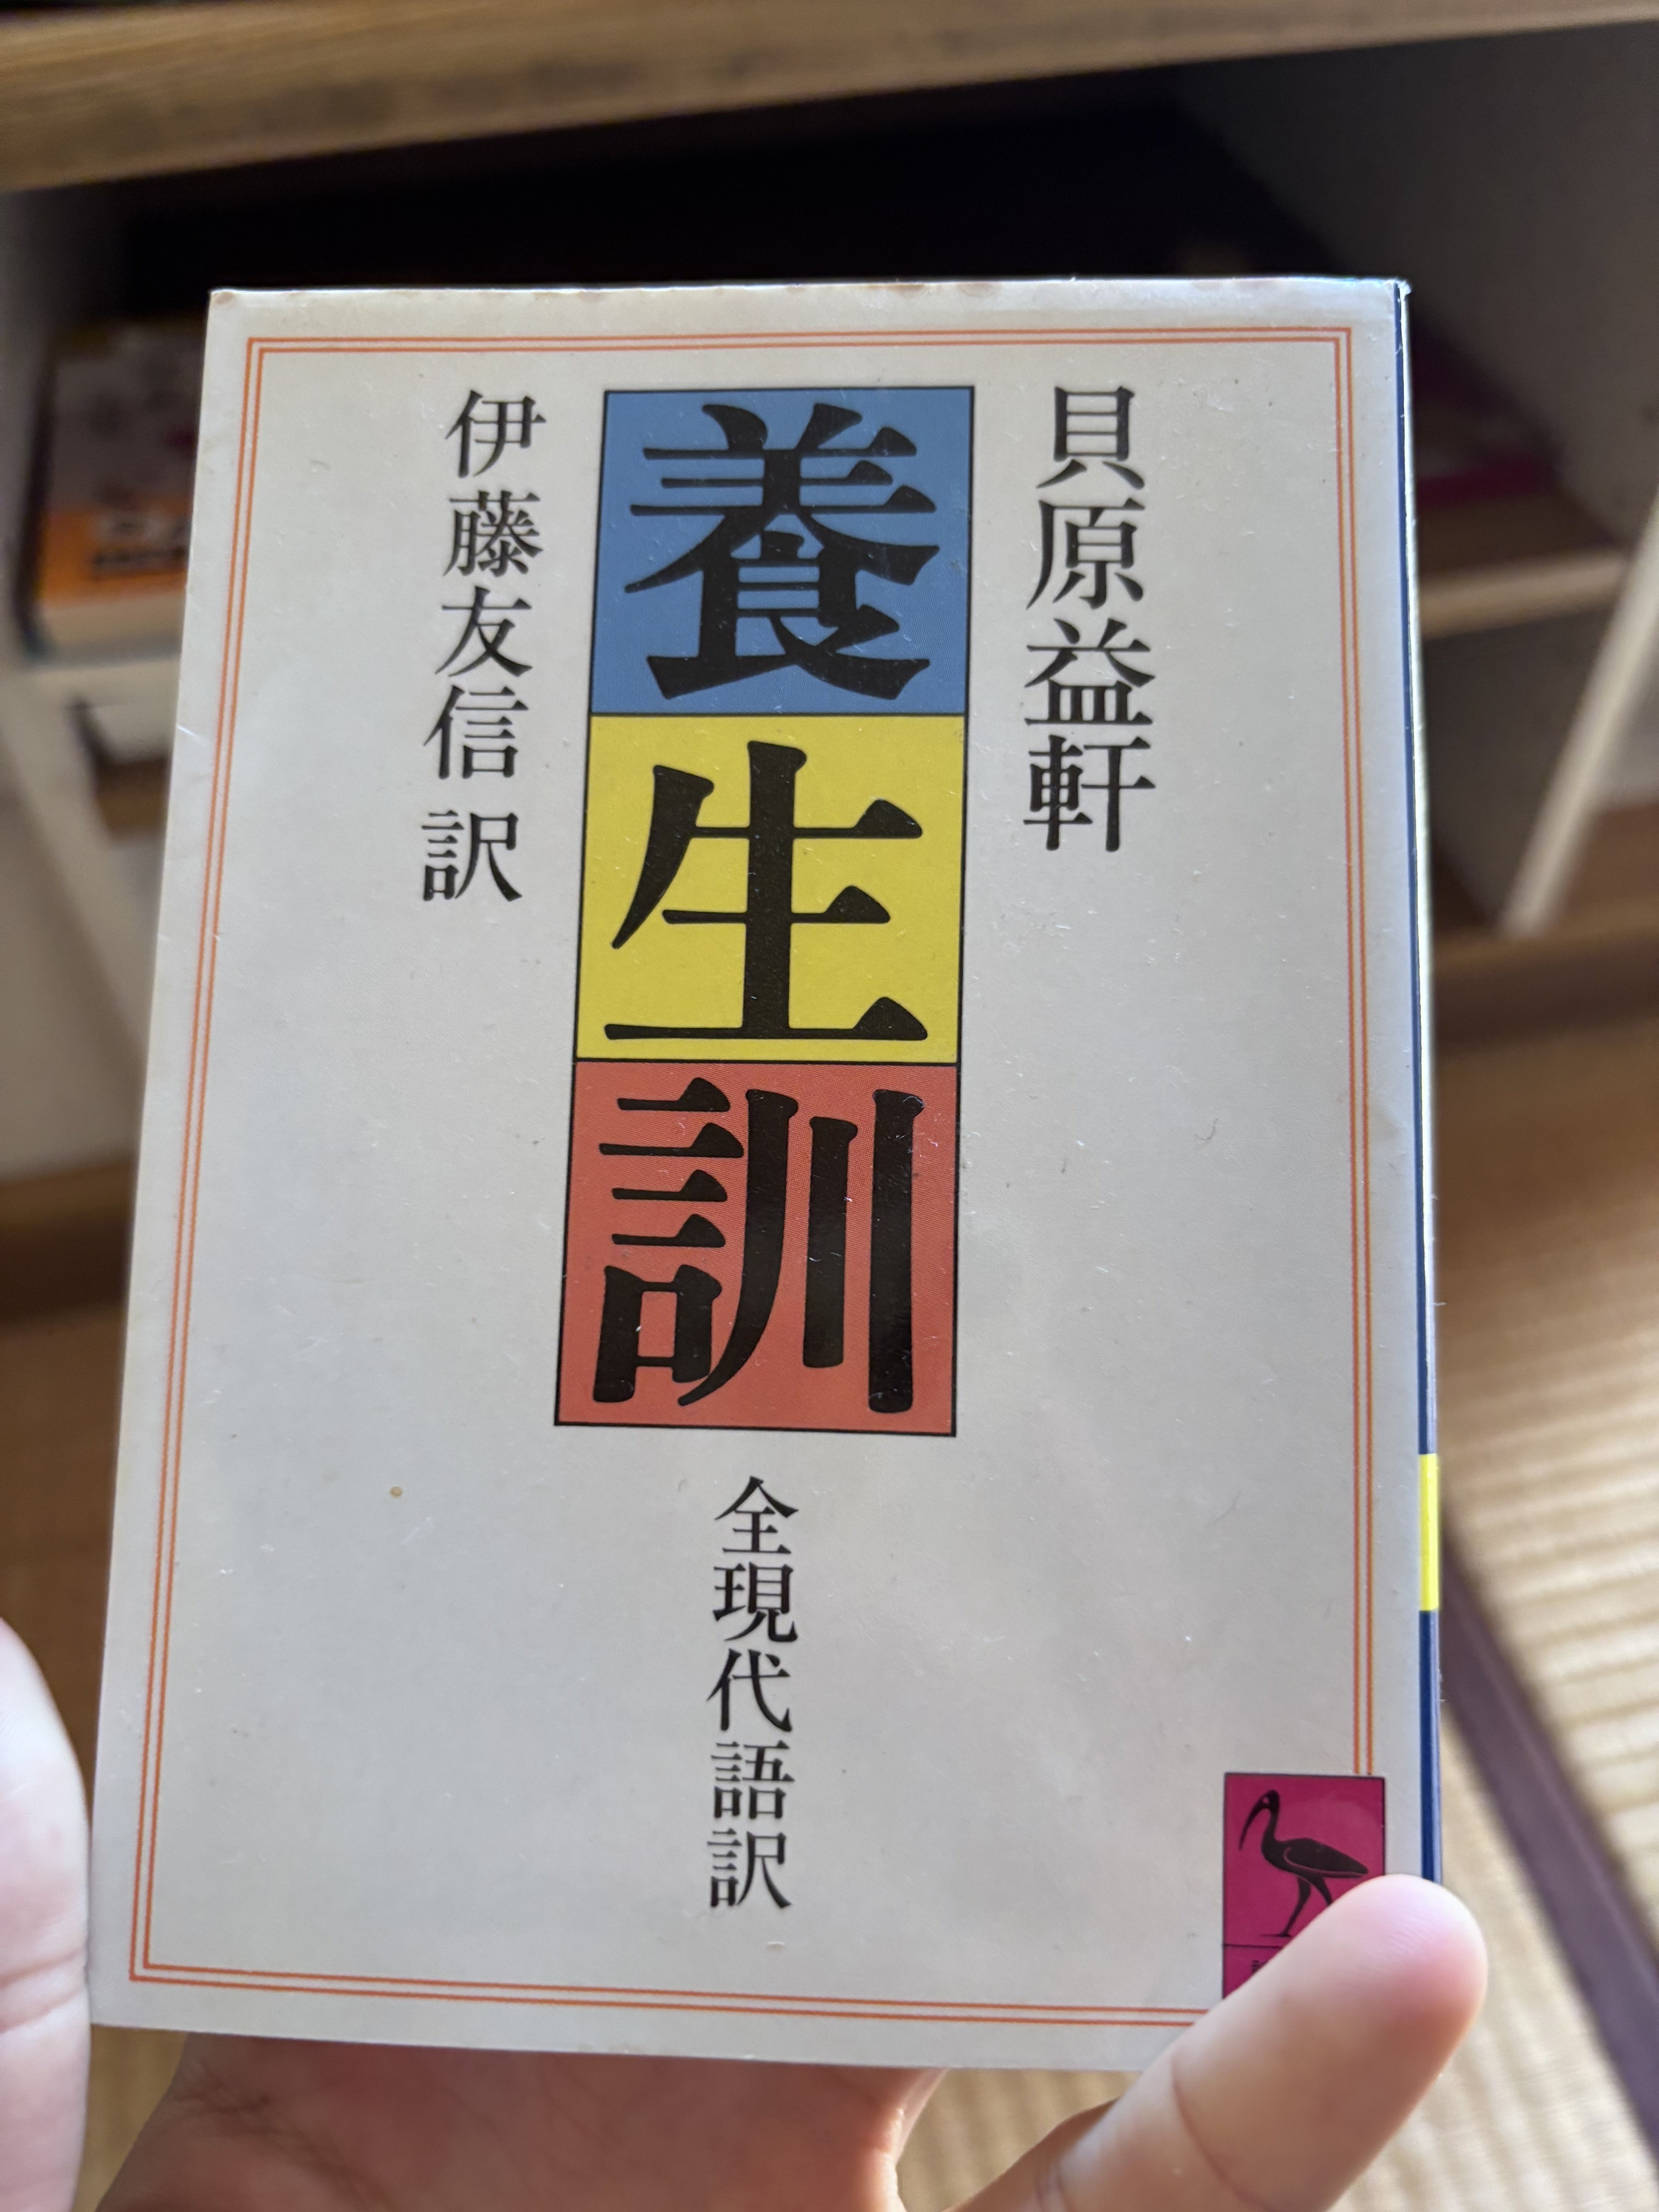 貝原益軒
養生訓
伊藤友信 訳
全現代語訳